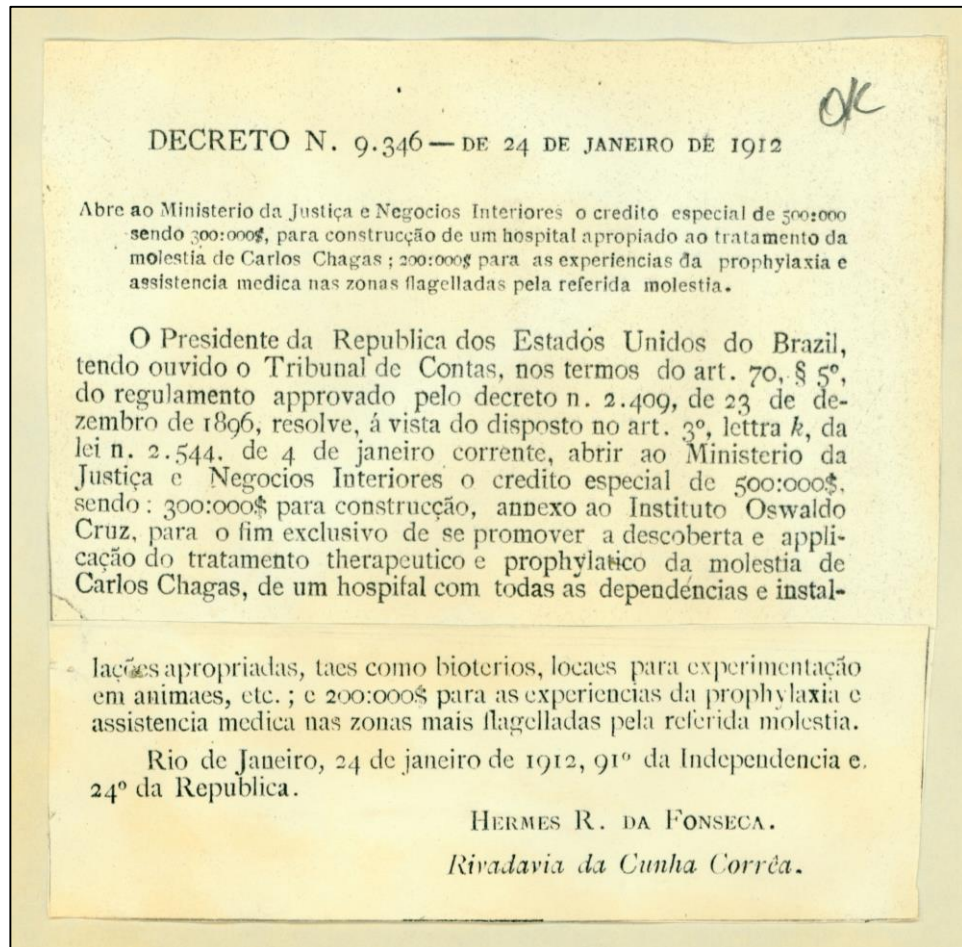 OK
DECRETO N. 9.346 — DE 24 DE JANEIRO DE 1912
Abre ao Ministerio da Justiça e Negocios Interiores o credito especial de 500:000
sendo 300:000$, para construcção de um hospital apropiado ao tratamento da
molestia de Carlos Chagas ; 200:000$ para as experiencias da prophylaxia e
assistencia medica nas zonas flagelladas pela referida molestia.
O Presidente da Republica dos Estados Unidos do Brazil,
tendo ouvido o Tribunal de Contas, nos termos do art. 70, § 5º,
do regulamento approvado pelo decreto n. 2.409, de 23 de de-
zembro de 1896, resolve, á vista do disposto no art. 3º, lettra k, da
lei n. 2.544. de 4 de janeiro corrente, abrir ao Ministerio da
Justiça e Negocios Interiores o credito especial de 500:000$,
sendo : 300:000$ para construcção, annexo ao Instituto Oswaldo
Cruz, para o fim exclusivo de se promover a descoberta e appli-
cação do tratamento therapeutico e prophylatico da molestia de
Carlos Chagas, de um hospital com todas as dependências e instal-
lações apropriadas, taes como bioterios, locaes para experimentação
em animaes, etc. ; e 200:000$ para as experiencias da prophylaxia e
assistencia medica nas zonas mais flagelladas pela referida molestia.
Rio de Janeiro, 24 de janeiro de 1912, 91º da Independencia e.
24º da Republica.
HERMES R. DA FONSECA.
Rivadavia da Cunha Corrêa.